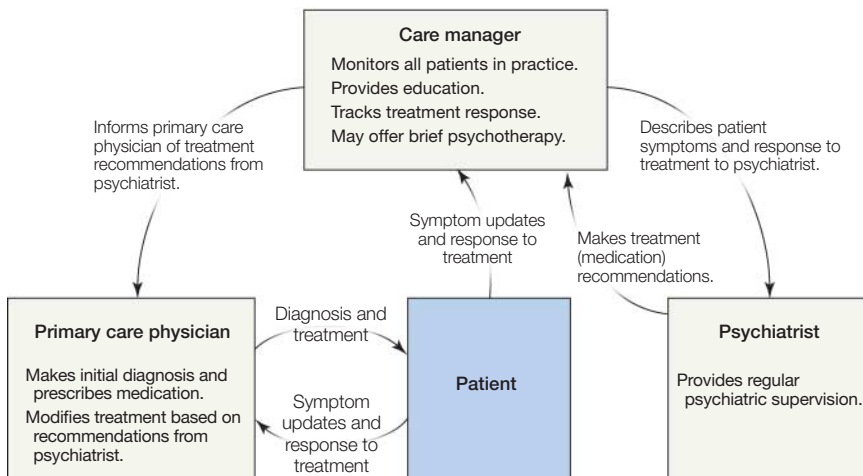 Care manager
Monitors all patients in practice.
Provides education.
Tracks treatment response.
May offer brief psychotherapy.
Informs primary care
physician of treatment
recommendations from
psychiatrist.
Describes patient
symptoms and response to
treatment to psychiatrist.
Symptom updates
and response to
treatment
Makes treatment
(medication)
recommendations.
Primary care physician
Makes initial diagnosis and
prescribes medication.
Modifies treatment based on
recommendations from
psychiatrist.
Diagnosis and
treatment
Symptom
updates and
response to
treatment
Patient
Psychiatrist
Provides regular
psychiatric supervision.